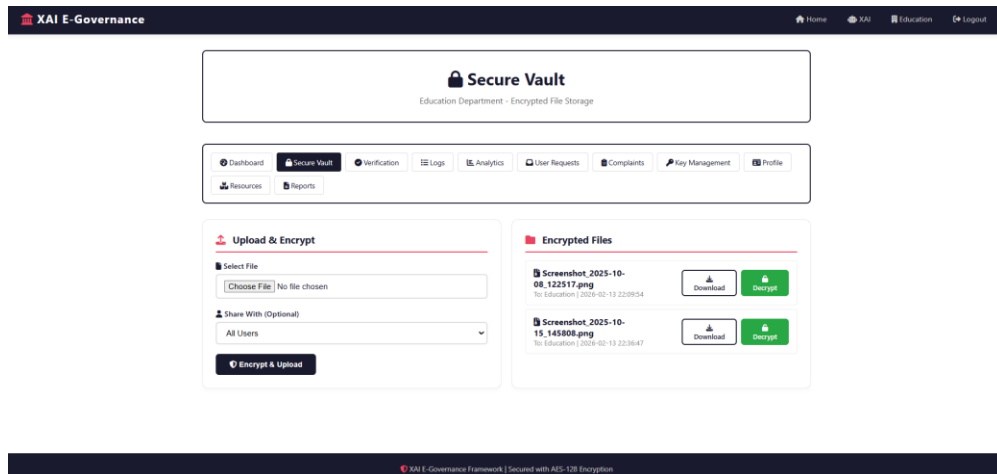 XAI E-Governance
Home XAI Education Logout
Secure Vault
Education Department - Encrypted File Storage
Dashboard Secure Vault Verification Logs Analytics User Requests Complaints Key Management Profile
Resources Reports
Upload & Encrypt
Select File
Choose File No file chosen
Share With (Optional)
All Users
Encrypt & Upload
Encrypted Files
Screenshot_2025-10-
08_122517.png
To: Education | 2026-02-13 22:09:54
Download Decrypt
Screenshot_2025-10-
15_145808.png
To: Education | 2026-02-13 22:36:47
Download Decrypt
XAI E-Governance Framework | Secured with AES-128 Encryption